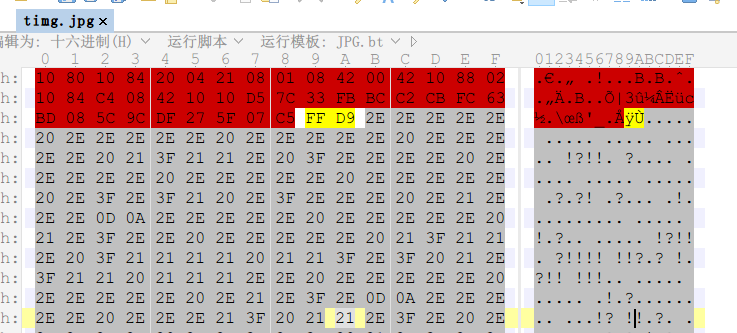 timg.jpg ×
编辑为: 十六进制(H) 运行脚本 运行模板: JPG.bt
0 1 2 3 4 5 6 7 8 9 A B C D E F 0123456789ABCDEF
h: 10 80 10 84 20 04 21 08 01 08 42 00 42 10 88 02 .€.„ .!...B.B.ˆ.
h: 10 84 C4 08 42 10 10 D5 7C 33 FB BC C2 CB FC 63 .„Ä.B..Õ|3û¼ÂËüc
h: BD 08 5C 9C DF 27 5F 07 C5 FF D9 2E 2E 2E 2E 2E ½.\œß'_.ÅÿÙ.....
h: 20 2E 2E 2E 2E 2E 20 2E 2E 2E 2E 2E 20 2E 2E 2E ..... ..... ...
h: 2E 2E 20 21 3F 21 21 2E 20 3F 2E 2E 2E 2E 20 2E .. !?!!. ?.... .
h: 2E 2E 2E 2E 20 2E 2E 2E 2E 2E 20 2E 2E 2E 2E 2E .... ..... .....
h: 20 2E 3F 2E 3F 21 20 2E 3F 2E 2E 2E 2E 20 2E 21 2E .?.?! .?.... .!.
h: 2E 2E 0D 0A 2E 2E 2E 2E 2E 20 2E 2E 2E 2E 2E 20 ......... .....
h: 21 2E 3F 2E 2E 20 2E 2E 2E 2E 2E 20 21 3F 21 21 !.?.. ..... !?!!
h: 2E 20 3F 21 21 21 21 20 21 21 3F 2E 3F 20 21 2E . ?!!!! !!?.? !.
h: 3F 21 21 20 21 21 21 2E 2E 20 2E 2E 2E 2E 2E 20 ?!! !!!.. .....
h: 2E 2E 2E 2E 2E 20 2E 21 2E 3F 2E 0D 0A 2E 2E 2E ..... .!.?......
h: 2E 2E 20 2E 2E 2E 2E 21 3F 20 21 21 2E 3F 2E 20 2E .. ...!? !!.?. .